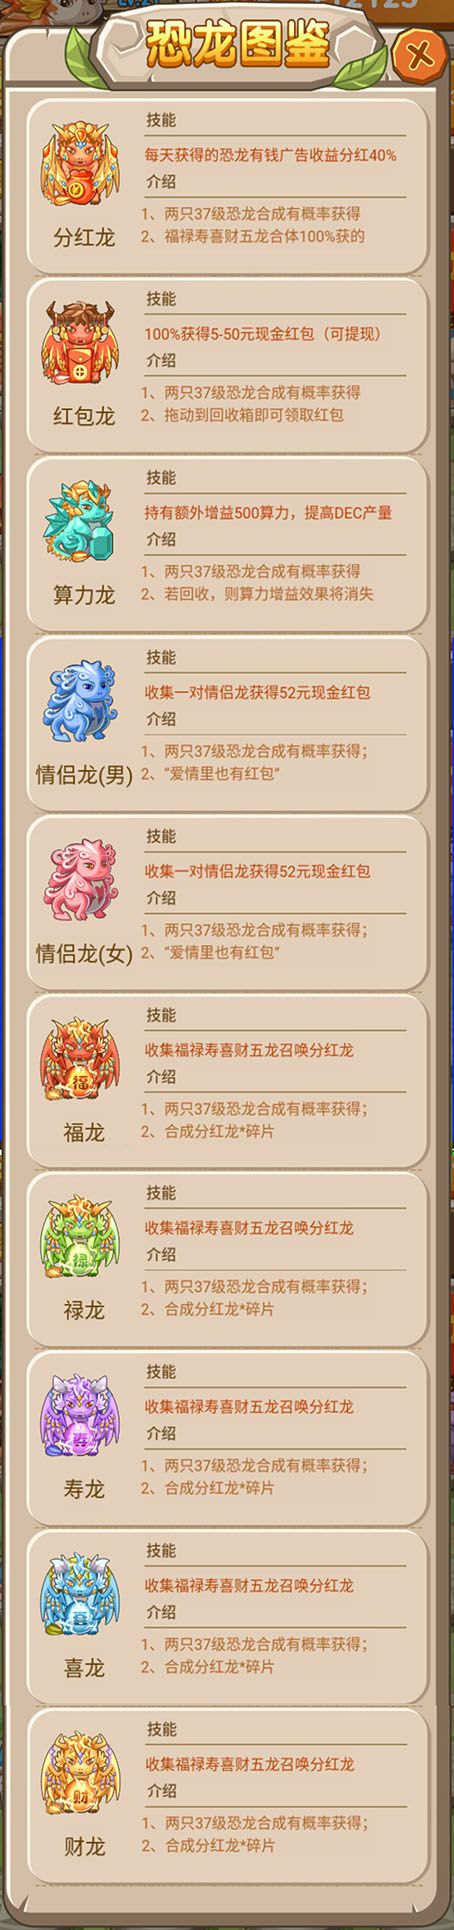 恐龙图鉴
技能
每天获得的恐龙有钱广告收益分红40%
介绍
1、两只37级恐龙合成有概率获得
2、福禄寿喜财五龙合体100%获的
分红龙
技能
100%获得5-50元现金红包（可提现）
介绍
1、两只37级恐龙合成有概率获得
2、拖动到回收箱即可领取红包
红包龙
技能
持有额外增益500算力，提高DEC产量
介绍
1、两只37级恐龙合成有概率获得
2、若回收，则算力增益效果将消失
算力龙
技能
收集一对情侣龙获得52元现金红包
介绍
1、两只37级恐龙合成有概率获得；
2、“爱情里也有红包”
情侣龙(男)
技能
收集一对情侣龙获得52元现金红包
介绍
1、两只37级恐龙合成有概率获得；
2、“爱情里也有红包”
情侣龙(女)
技能
收集福禄寿喜财五龙召唤分红龙
介绍
1、两只37级恐龙合成有概率获得；
2、合成分红龙*碎片
福
福龙
技能
收集福禄寿喜财五龙召唤分红龙
介绍
1、两只37级恐龙合成有概率获得；
2、合成分红龙*碎片
禄
禄龙
技能
收集福禄寿喜财五龙召唤分红龙
介绍
1、两只37级恐龙合成有概率获得；
2、合成分红龙*碎片
寿
寿龙
技能
收集福禄寿喜财五龙召唤分红龙
介绍
1、两只37级恐龙合成有概率获得；
2、合成分红龙*碎片
喜
喜龙
技能
收集福禄寿喜财五龙召唤分红龙
介绍
1、两只37级恐龙合成有概率获得；
2、合成分红龙*碎片
财
财龙